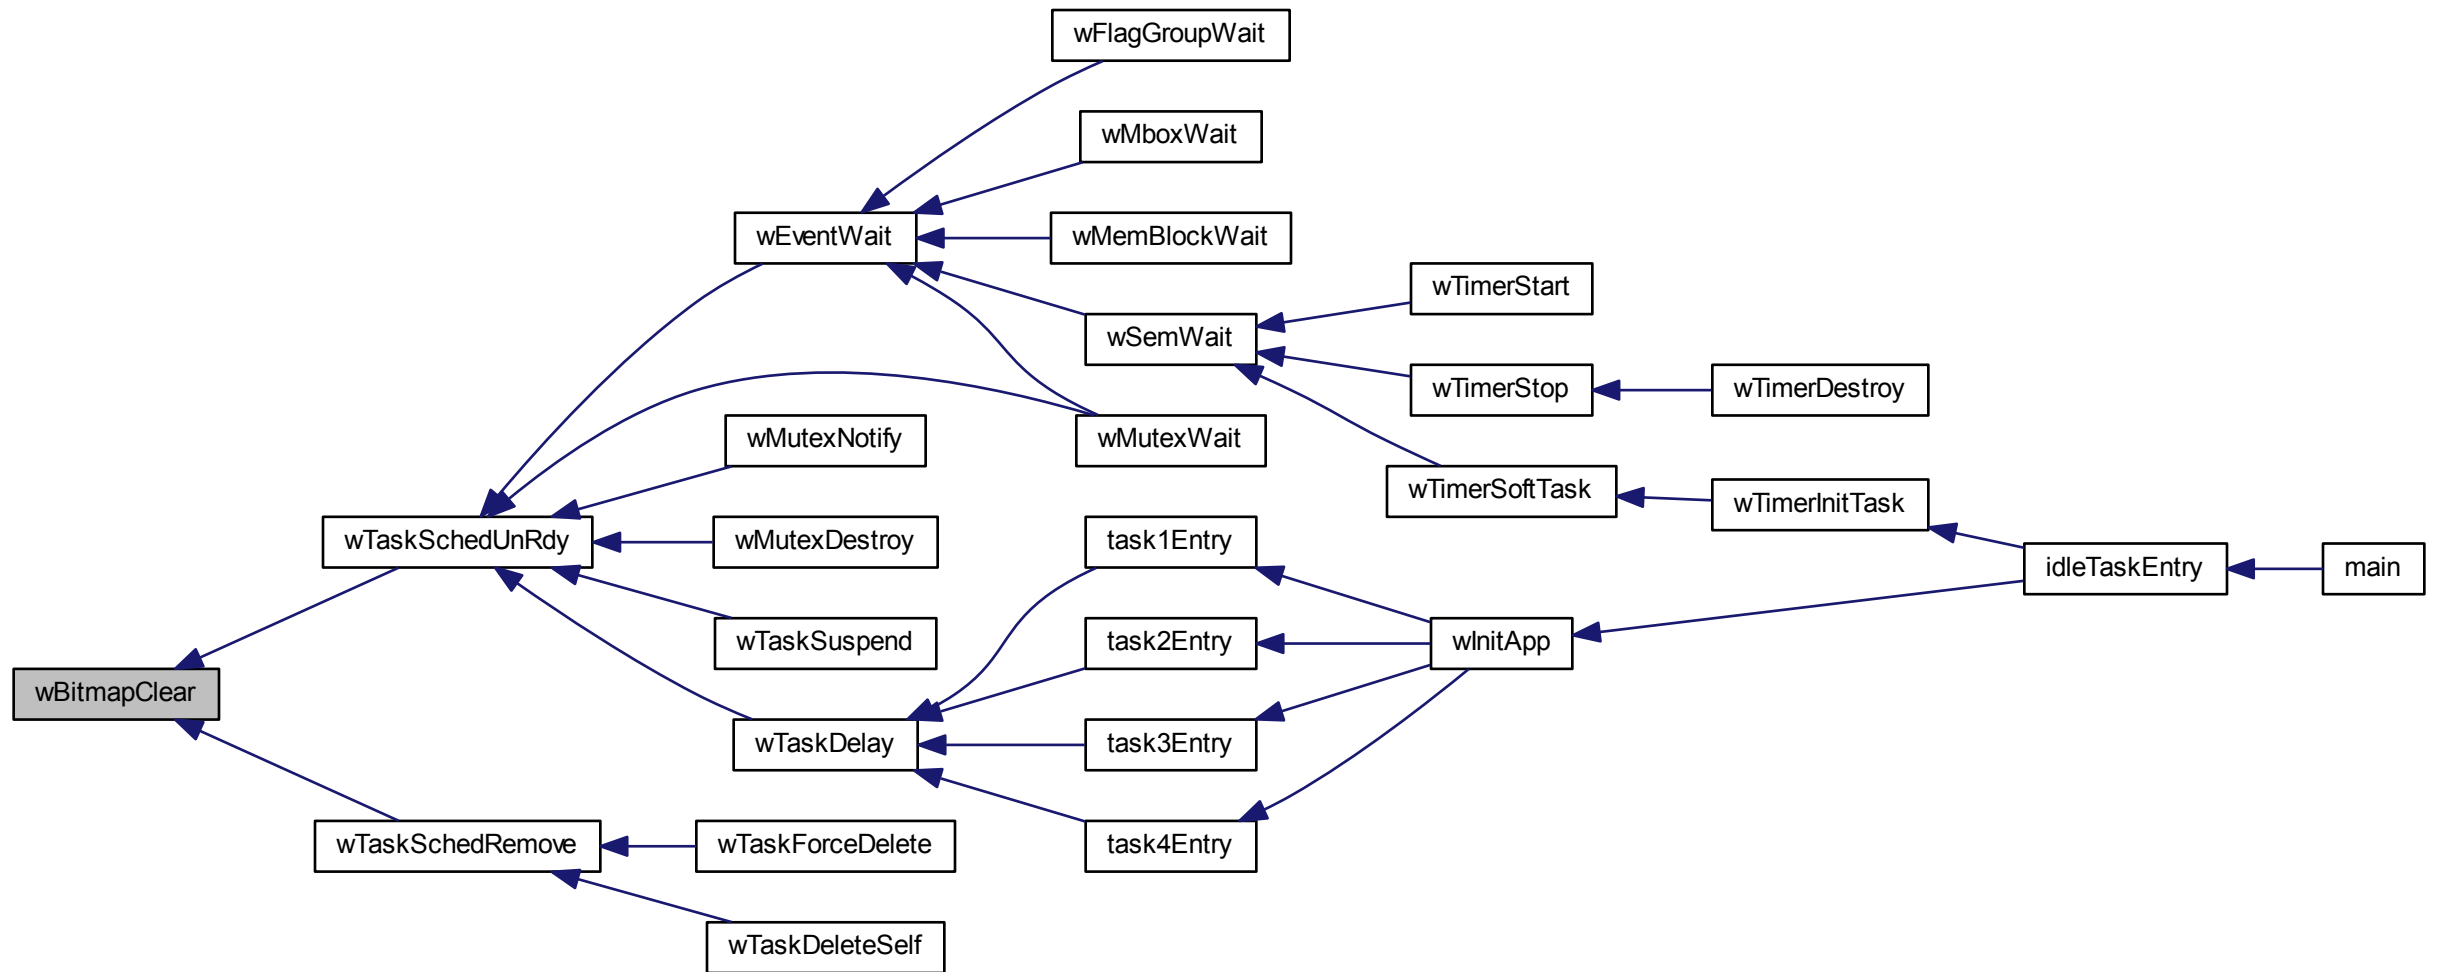 wFlagGroupWait
wMboxWait
wEventWait
wMemBlockWait
wTimerStart
wSemWait
wTimerStop
wTimerDestroy
wMutexNotify
wMutexWait
wTimerSoftTask
wTimerInitTask
wTaskSchedUnRdy
wMutexDestroy
task1Entry
idleTaskEntry
main
wTaskSuspend
task2Entry
wInitApp
wBitmapClear
wTaskDelay
task3Entry
wTaskSchedRemove
wTaskForceDelete
task4Entry
wTaskDeleteSelf